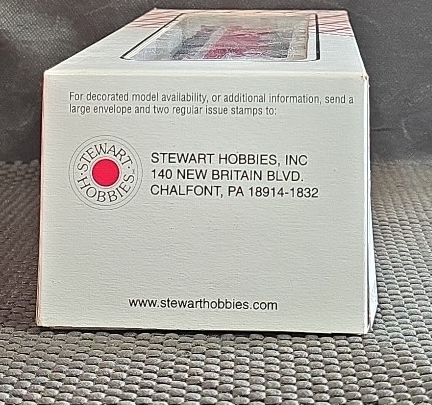 For decorated model availability, or additional information, send a
large envelope and two regular issue stamps to:
STEWART
HOBBIES
STEWART HOBBIES, INC
140 NEW BRITAIN BLVD.
CHALFONT, PA 18914-1832
www.stewarthobbies.com